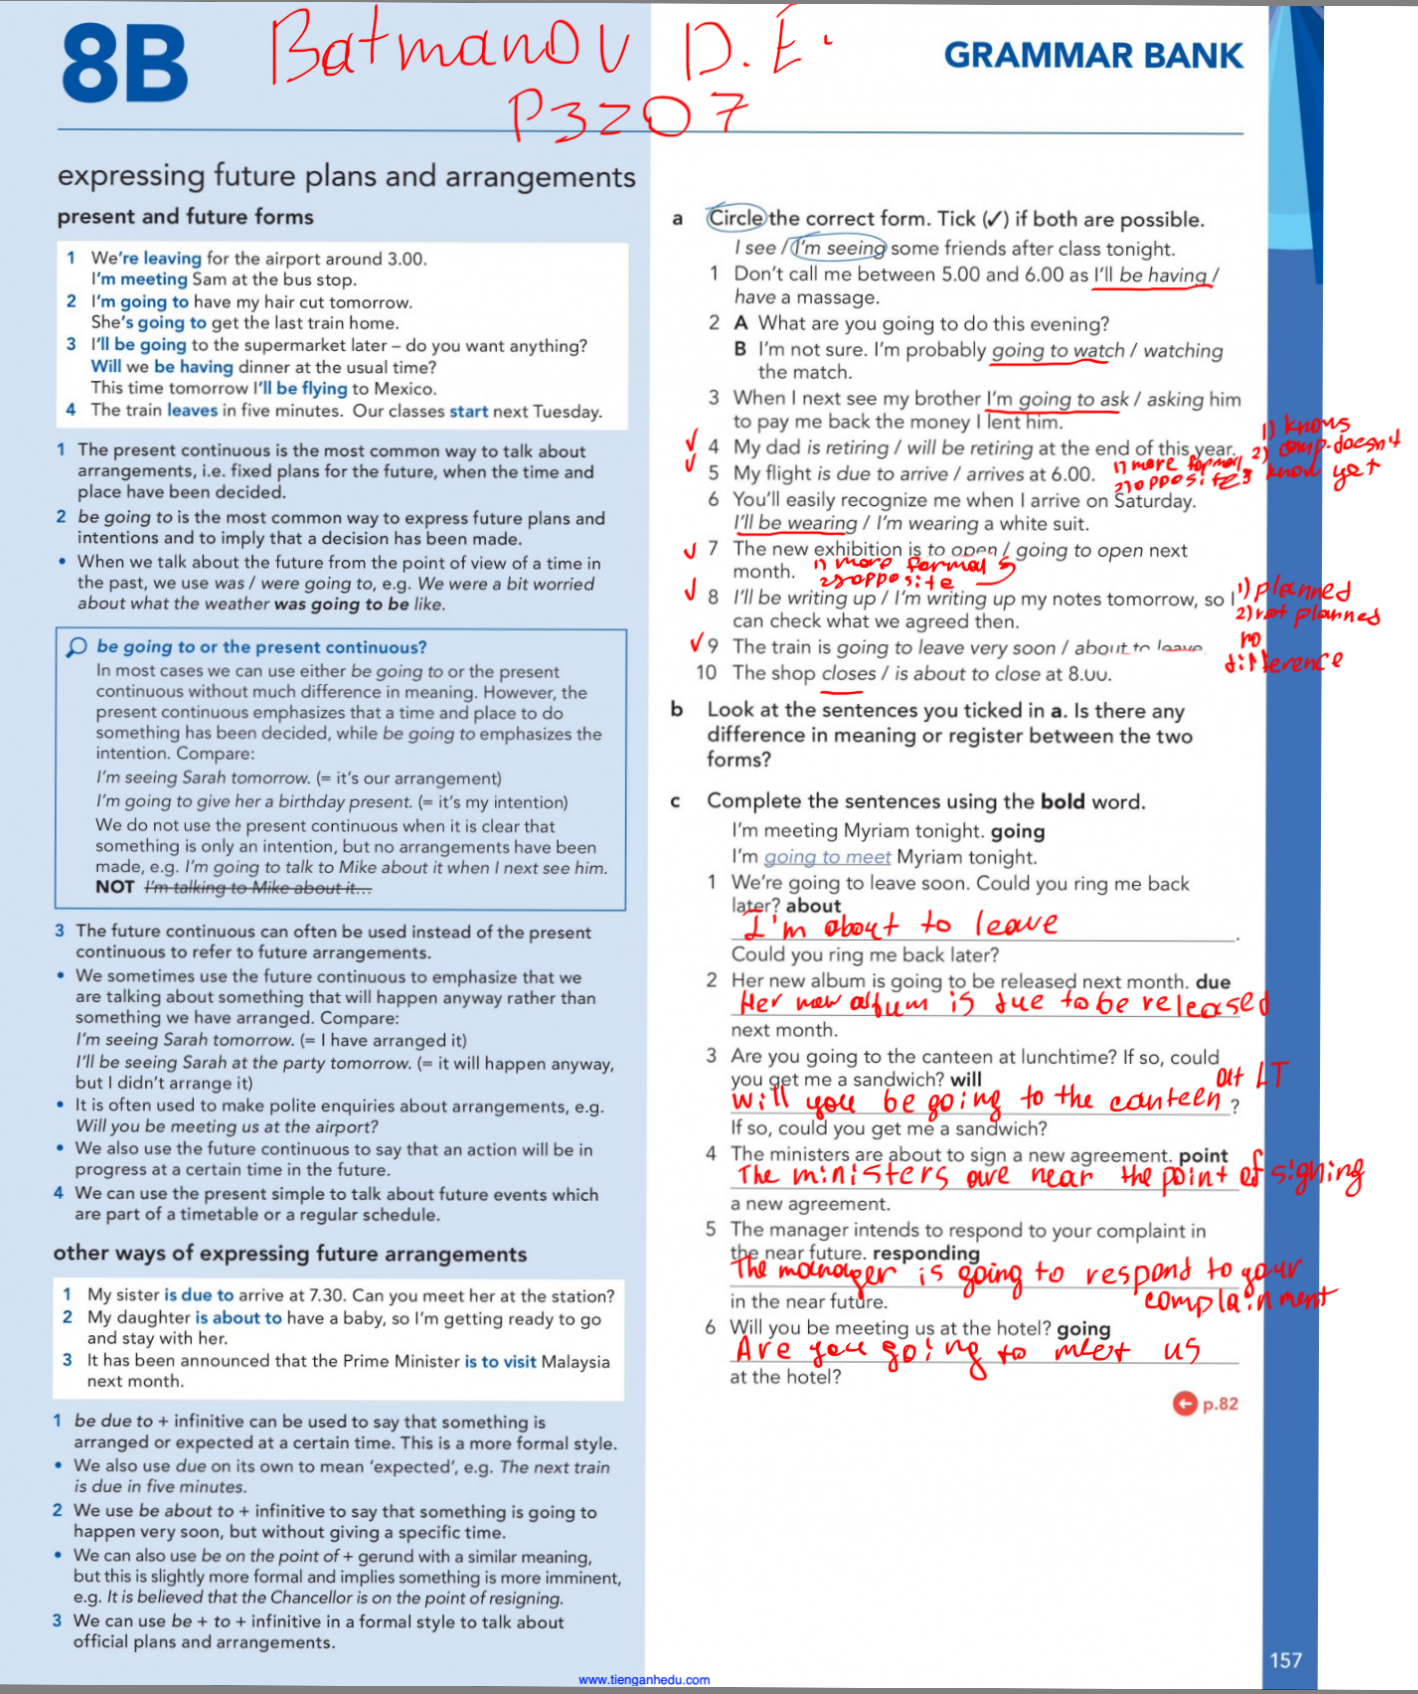 8B
Batmanov D.E.
P3207
GRAMMAR BANK
expressing future plans and arrangements
present and future forms
1 We're leaving for the airport around 3.00.
I'm meeting Sam at the bus stop.
2 I'm going to have my hair cut tomorrow.
She's going to get the last train home.
3 I'll be going to the supermarket later – do you want anything?
Will we be having dinner at the usual time?
This time tomorrow I'll be flying to Mexico.
4 The train leaves in five minutes. Our classes start next Tuesday.
1 The present continuous is the most common way to talk about
arrangements, i.e. fixed plans for the future, when the time and
place have been decided.
2 be going to is the most common way to express future plans and
intentions and to imply that a decision has been made.
• When we talk about the future from the point of view of a time in
the past, we use was / were going to, e.g. We were a bit worried
about what the weather was going to be like.
be going to or the present continuous?
In most cases we can use either be going to or the present
continuous without much difference in meaning. However, the
present continuous emphasizes that a time and place to do
something has been decided, while be going to emphasizes the
intention. Compare:
I'm seeing Sarah tomorrow. (= it's our arrangement)
I'm going to give her a birthday present. (= it's my intention)
We do not use the present continuous when it is clear that
something is only an intention, but no arrangements have been
made, e.g. I'm going to talk to Mike about it when I next see him.
NOT I'm talking to Mike about it...
3 The future continuous can often be used instead of the present
continuous to refer to future arrangements.
• We sometimes use the future continuous to emphasize that we
are talking about something that will happen anyway rather than
something we have arranged. Compare:
I'm seeing Sarah tomorrow. (= I have arranged it)
I'll be seeing Sarah at the party tomorrow. (= it will happen anyway,
but I didn't arrange it)
• It is often used to make polite enquiries about arrangements, e.g.
Will you be meeting us at the airport?
• We also use the future continuous to say that an action will be in
progress at a certain time in the future.
4 We can use the present simple to talk about future events which
are part of a timetable or a regular schedule.
other ways of expressing future arrangements
1 My sister is due to arrive at 7.30. Can you meet her at the station?
2 My daughter is about to have a baby, so I'm getting ready to go
and stay with her.
3 It has been announced that the Prime Minister is to visit Malaysia
next month.
1 be due to + infinitive can be used to say that something is
arranged or expected at a certain time. This is a more formal style.
• We also use due on its own to mean 'expected', e.g. The next train
is due in five minutes.
2 We use be about to + infinitive to say that something is going to
happen very soon, but without giving a specific time.
• We can also use be on the point of + gerund with a similar meaning,
but this is slightly more formal and implies something is more imminent,
e.g. It is believed that the Chancellor is on the point of resigning.
3 We can use be + to + infinitive in a formal style to talk about
official plans and arrangements.
a Circle the correct form. Tick (✓) if both are possible.
I see / I'm seeing some friends after class tonight.
1 Don't call me between 5.00 and 6.00 as I'll be having /
have a massage.
2 A What are you going to do this evening?
B I'm not sure. I'm probably going to watch / watching
the match.
3 When I next see my brother I'm going to ask / asking him
to pay me back the money I lent him.
✓ 4 My dad is retiring / will be retiring at the end of this year.
1) knows
2) comp. doesn't
know yet
✓ 5 My flight is due to arrive / arrives at 6.00.
1) more formal
2) opposite
6 You'll easily recognize me when I arrive on Saturday.
I'll be wearing / I'm wearing a white suit.
✓ 7 The new exhibition is to open / going to open next
month.
1) more formal
2) opposite
✓ 8 I'll be writing up / I'm writing up my notes tomorrow, so I
can check what we agreed then.
1) planned
2) not planned
✓ 9 The train is going to leave very soon / about to leave
no
difference
10 The shop closes / is about to close at 8.00.
b Look at the sentences you ticked in a. Is there any
difference in meaning or register between the two
forms?
c Complete the sentences using the bold word.
I'm meeting Myriam tonight. going
I'm going to meet Myriam tonight.
1 We're going to leave soon. Could you ring me back
later? about
I'm about to leave.
Could you ring me back later?
2 Her new album is going to be released next month. due
Her new album is due to be released
next month.
3 Are you going to the canteen at lunchtime? If so, could
you get me a sandwich? will
Will you be going to the canteen at LT?
If so, could you get me a sandwich?
4 The ministers are about to sign a new agreement. point
The ministers are near the point of signing
a new agreement.
5 The manager intends to respond to your complaint in
the near future. responding
The manager is going to respond to your
complainment
in the near future.
6 Will you be meeting us at the hotel? going
Are you going to meet us
at the hotel?
p.82
157
www.tienganhedu.com